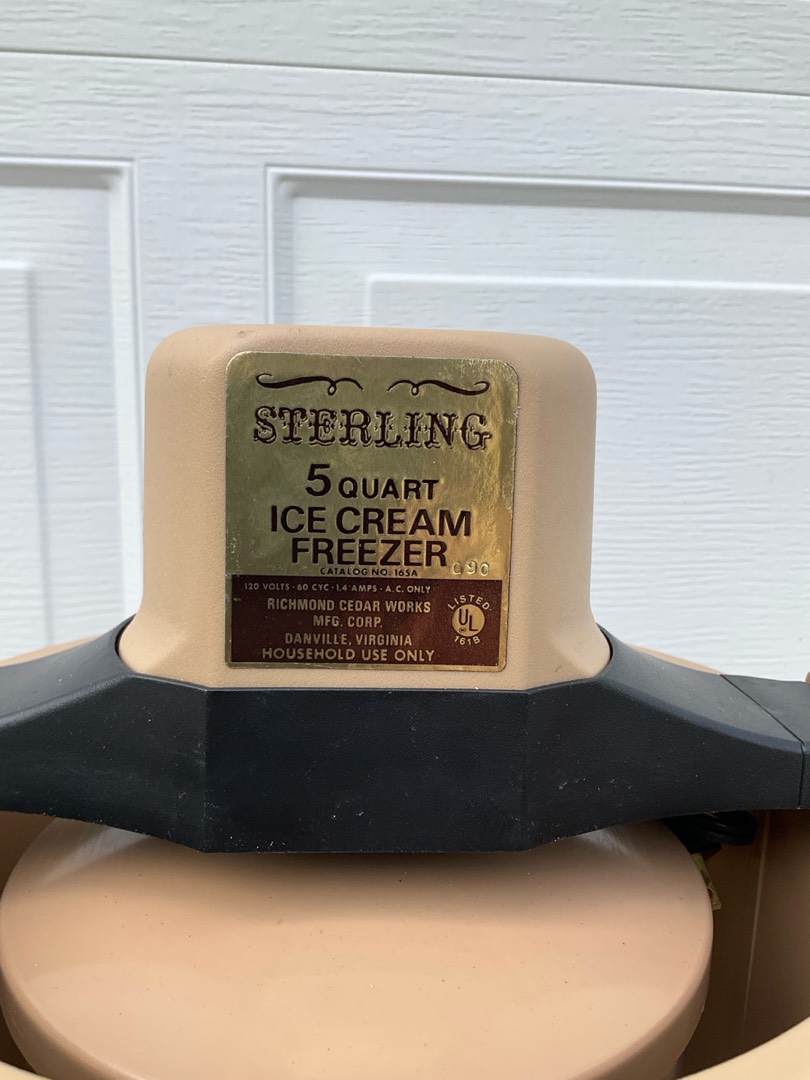 STERLING
5 QUART
ICE CREAM
FREEZER
CATALOG NO. 165A
120 VOLTS · 60 CYC · 1.4 AMPS · A.C. ONLY
RICHMOND CEDAR WORKS
MFG. CORP.
DANVILLE, VIRGINIA
HOUSEHOLD USE ONLY
LISTED
UL
161B